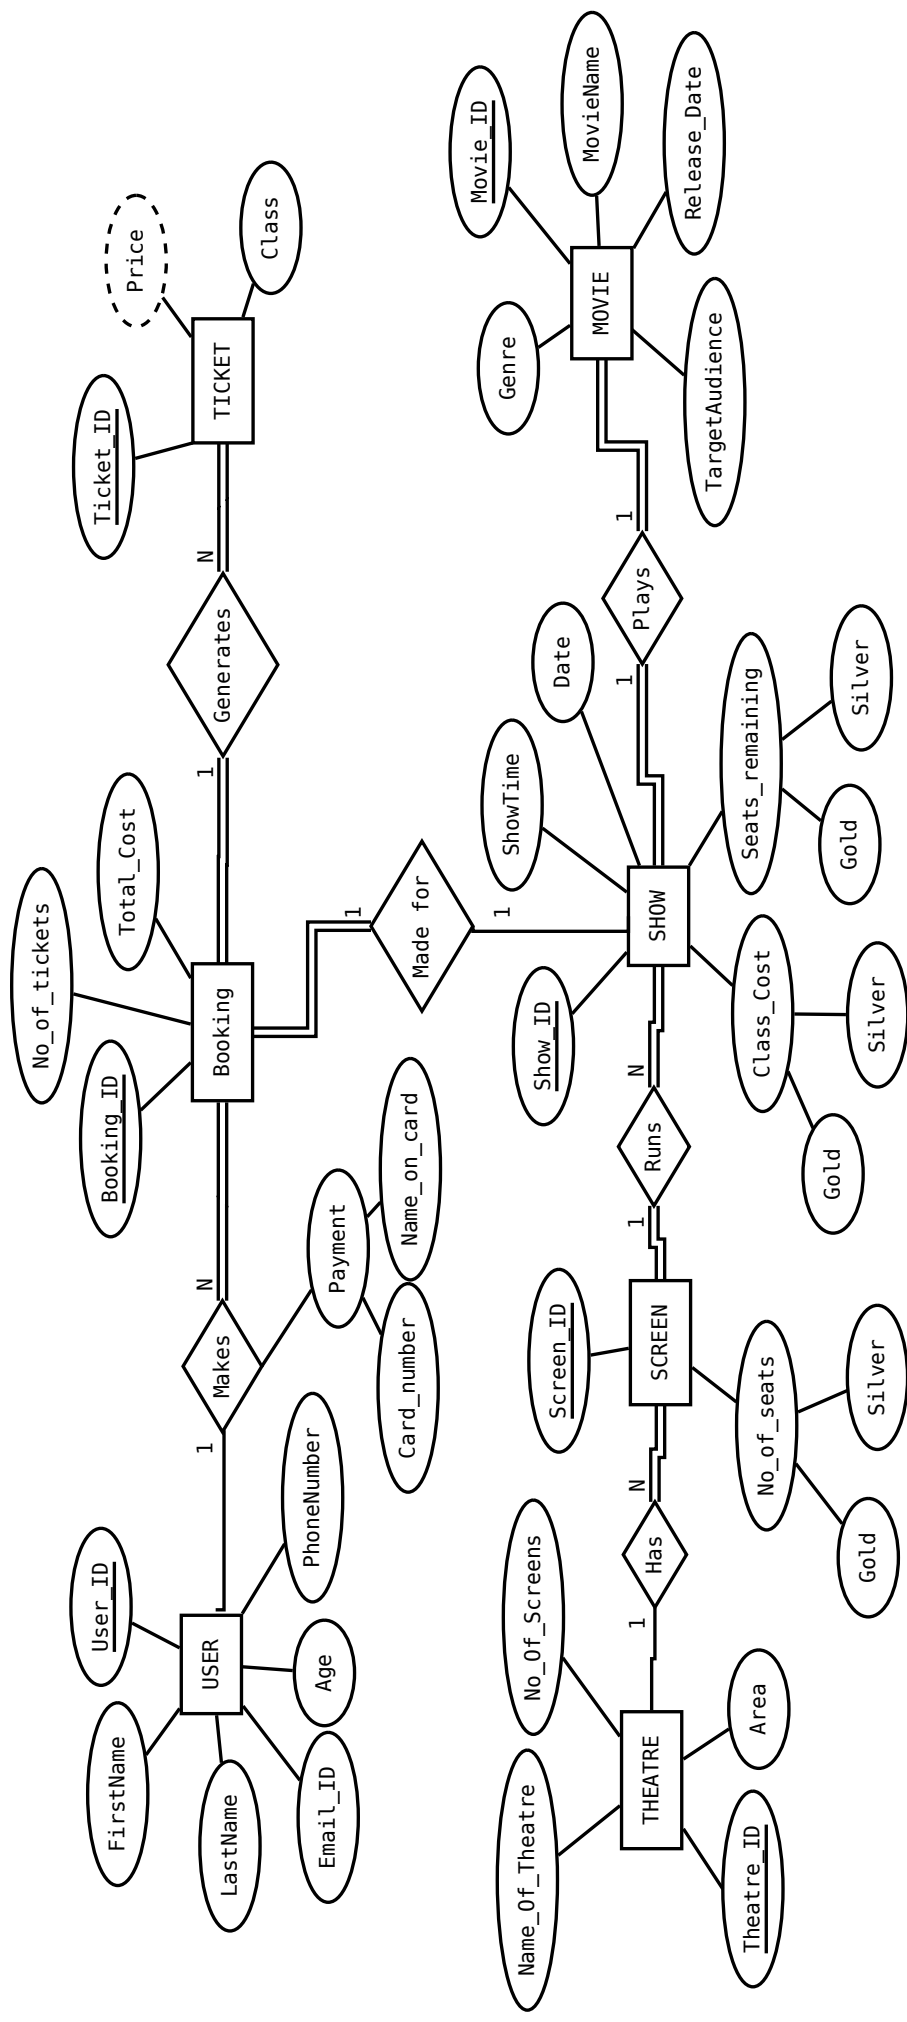 No_of_tickets
FirstName
User_ID
Booking_ID
Total_Cost
Ticket_ID
Price
1
N
1
N
USER
Makes
Booking
Generates
TICKET
LastName
Class
Email_ID
Age
PhoneNumber
Payment
1
Card_number
Name_on_card
Made for
1
Movie_ID
Name_Of_Theatre
No_Of_Screens
Screen_ID
Show_ID
ShowTime
Date
Genre
MovieName
1
N
1
N
1
1
THEATRE
Has
SCREEN
Runs
SHOW
Plays
MOVIE
Release_Date
Theatre_ID
Area
No_of_seats
Class_Cost
Seats_remaining
TargetAudience
Gold
Silver
Gold
Silver
Gold
Silver